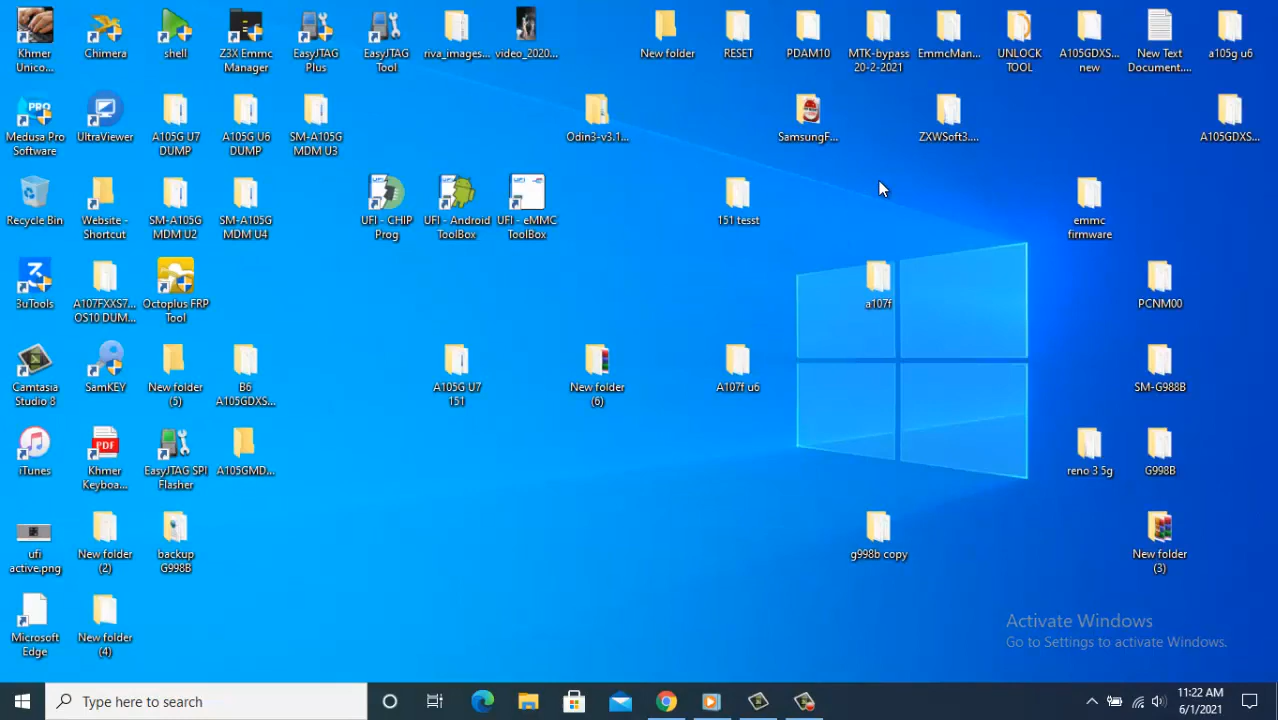 Khmer
Unico...
Chimera
shell
Z3X Emmc
Manager
EasyJTAG
Plus
EasyJTAG
Tool
riva_images...
video_2020...
New folder
RESET
PDAM10
MTK-bypass
20-2-2021
EmmcMan...
UNLOCK
TOOL
A105GDXS...
new
New Text
Document....
a105g u6
PRO
Medusa Pro
Software
UltraViewer
A105G U7
DUMP
A105G U6
DUMP
SM-A105G
MDM U3
Odin3-v3.1...
SamsungF...
ZXWSoft3....
A105GDXS...
Recycle Bin
Website -
Shortcut
SM-A105G
MDM U2
SM-A105G
MDM U4
UFI - CHIP
Prog
UFI - Android
ToolBox
UFI - eMMC
ToolBox
151 tesst
emmc
firmware
3uTools
A107FXXS7...
OS10 DUM...
Octoplus FRP
Tool
a107f
PCNM00
Camtasia
Studio 8
SamKEY
New folder
(5)
B6
A105GDXS...
A105G U7
151
New folder
(6)
A107f u6
SM-G988B
iTunes
PDF
Khmer
Keyboa...
EasyJTAG SPI
Flasher
A105GMD...
reno 3 5g
G998B
ufi
active.png
New folder
(2)
backup
G998B
g998b copy
New folder
(3)
Microsoft
Edge
New folder
(4)
Activate Windows
Go to Settings to activate Windows.
Type here to search
11:22 AM
6/1/2021